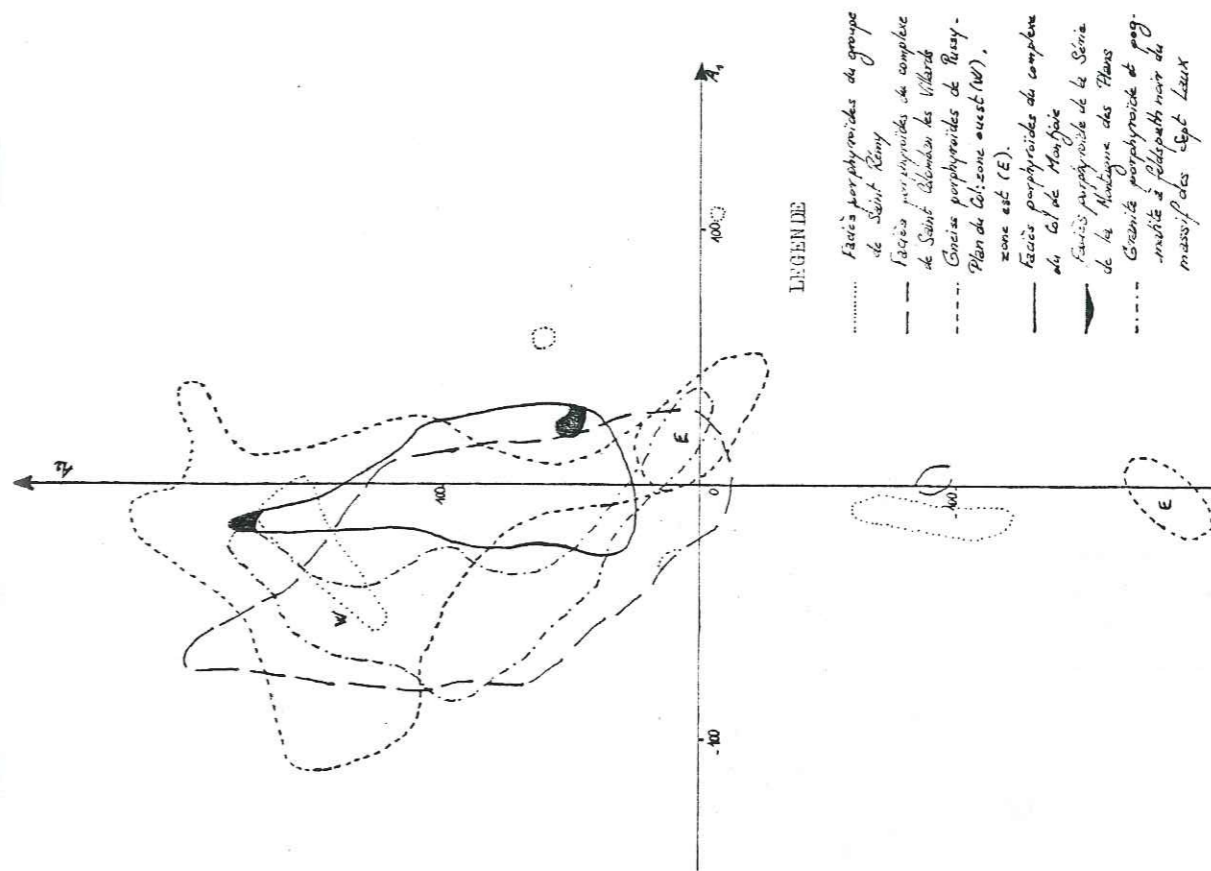 A₂
A₁
100
100
W
E
0
-100
-100
E
LEGENDE
Faciès porphyroïdes du groupe
de Saint Rémy
Faciès porphyroïdes du complexe
de Saint Colomban les Villards
Gneiss porphyroïdes de Pussy-
Plan du Col: zone ouest (W),
zone est (E).
Faciès porphyroïdes du complexe
du Col de Montjoie
Faciès porphyroïde de la Série
de la Montagne des Plans
Granite porphyroïde et peg-
matite à feldspath noir du
massif des Sept Laux